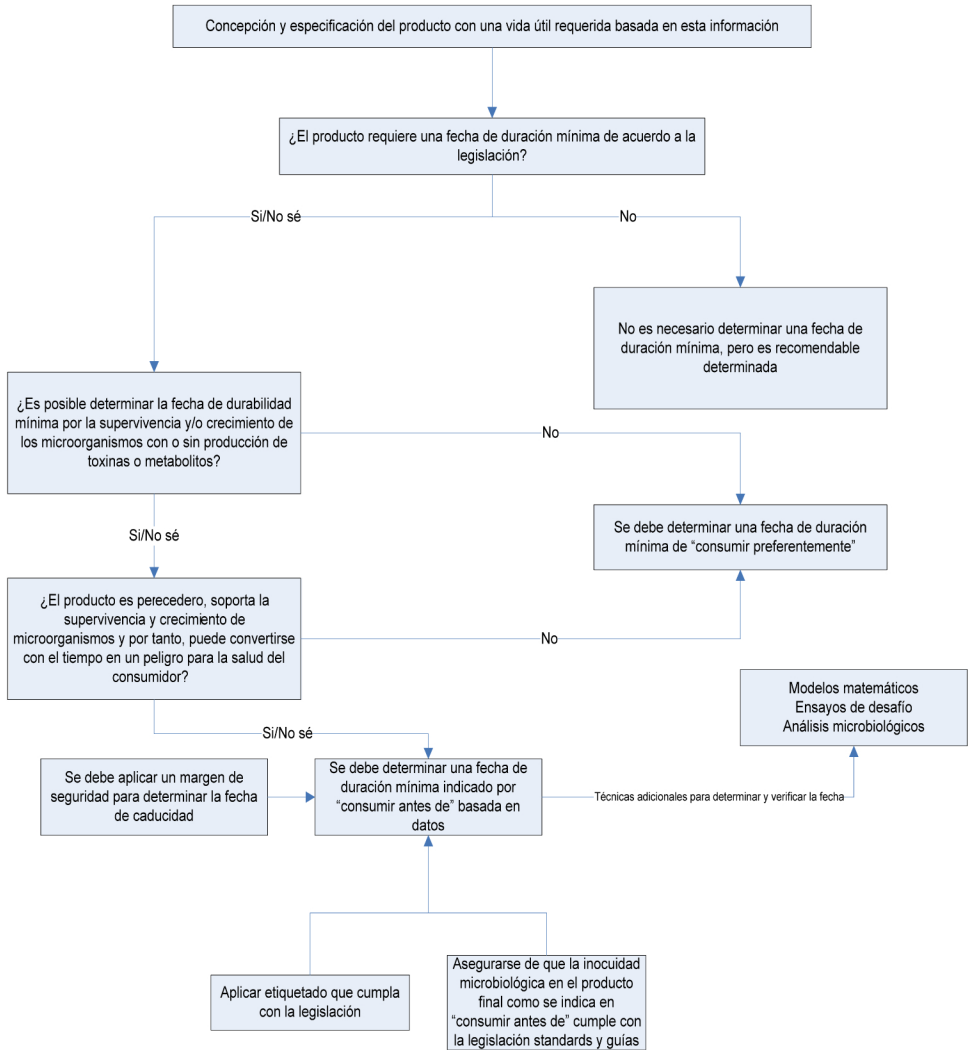 Concepción y especificación del producto con una vida útil requerida basada en esta información
¿El producto requiere una fecha de duración mínima de acuerdo a la
legislación?
Si/No sé
No
No es necesario determinar una fecha de
duración mínima, pero es recomendable
determinada
¿Es posible determinar la fecha de durabilidad
mínima por la supervivencia y/o crecimiento de
los microorganismos con o sin producción de
toxinas o metabolitos?
No
Si/No sé
Se debe determinar una fecha de duración
mínima de “consumir preferentemente”
¿El producto es perecedero, soporta la
supervivencia y crecimiento de
microorganismos y por tanto, puede convertirse
con el tiempo en un peligro para la salud del
consumidor?
No
Si/No sé
Modelos matemáticos
Ensayos de desafío
Análisis microbiológicos
Se debe aplicar un margen de
seguridad para determinar la fecha
de caducidad
Se debe determinar una fecha de
duración mínima indicado por
“consumir antes de” basada en
datos
Técnicas adicionales para determinar y verificar la fecha
Aplicar etiquetado que cumpla
con la legislación
Asegurarse de que la inocuidad
microbiológica en el producto
final como se indica en
“consumir antes de” cumple con
la legislación standards y guías